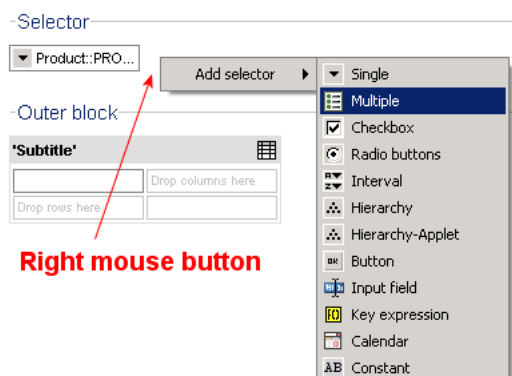 Selector
Product::PRO...
Add selector
Single
Multiple
Checkbox
Radio buttons
Interval
Hierarchy
Hierarchy-Applet
Button
Input field
Key expression
Calendar
AB Constant
Outer block
'Subtitle'
Drop columns here
Drop rows here
Right mouse button